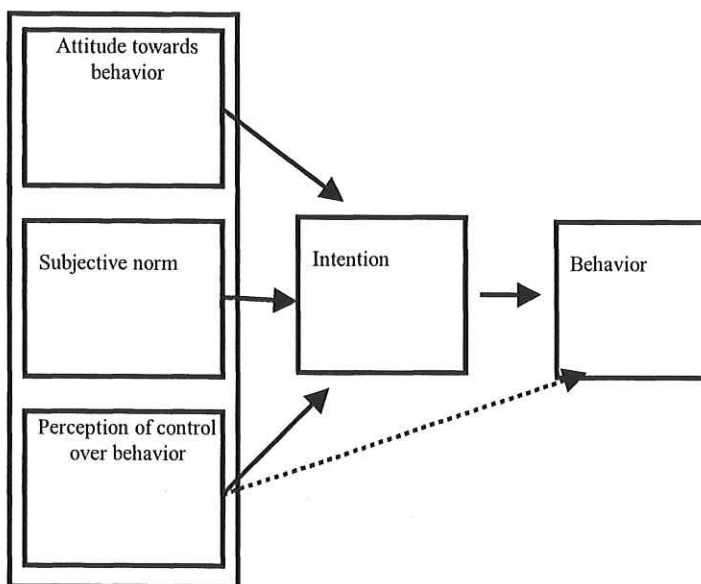 Attitude towards
behavior
Subjective norm
Intention
Behavior
Perception of control
over behavior